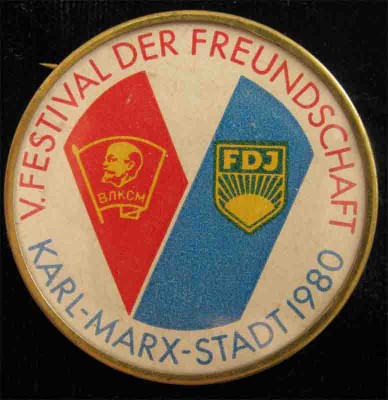 V. FESTIVAL DER FREUNDSCHAFT
ВЛКСМ
FDJ
KARL-MARX-STADT 1980